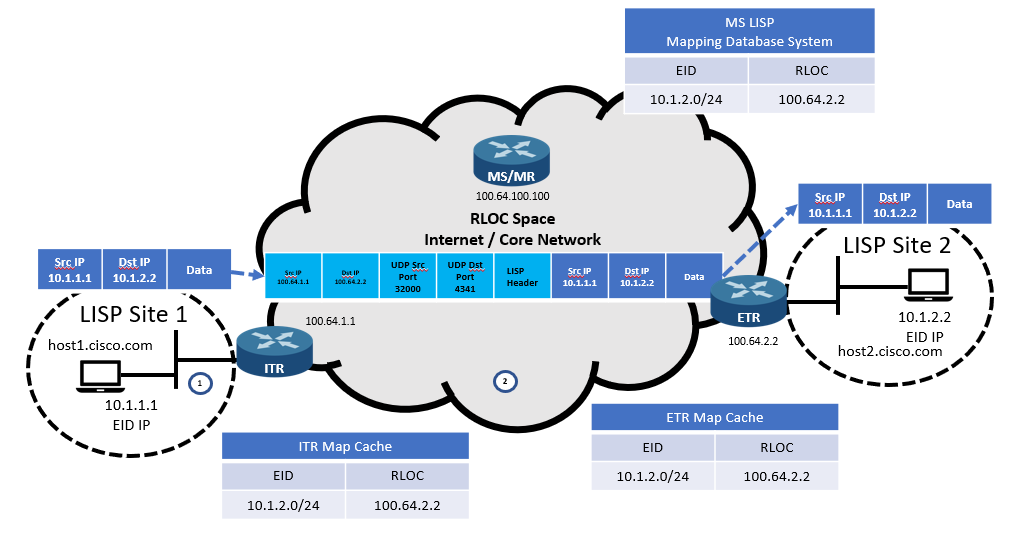 MS LISP
Mapping Database System
EID RLOC
10.1.2.0/24 100.64.2.2
MS/MR
100.64.100.100
RLOC Space
Internet / Core Network
Src IP
10.1.1.1
Dst IP
10.1.2.2
Data
Src IP
10.1.1.1
Dst IP
10.1.2.2
Data
Src IP
100.64.1.1
Dst IP
100.64.2.2
UDP Src
Port
32000
UDP Dst
Port
4341
LISP
Header
Src IP
10.1.1.1
Dst IP
10.1.2.2
Data
LISP Site 1
host1.cisco.com
10.1.1.1
EID IP
1
100.64.1.1
ITR
2
ETR
100.64.2.2
LISP Site 2
10.1.2.2
EID IP
host2.cisco.com
ITR Map Cache
EID RLOC
10.1.2.0/24 100.64.2.2
ETR Map Cache
EID RLOC
10.1.2.0/24 100.64.2.2